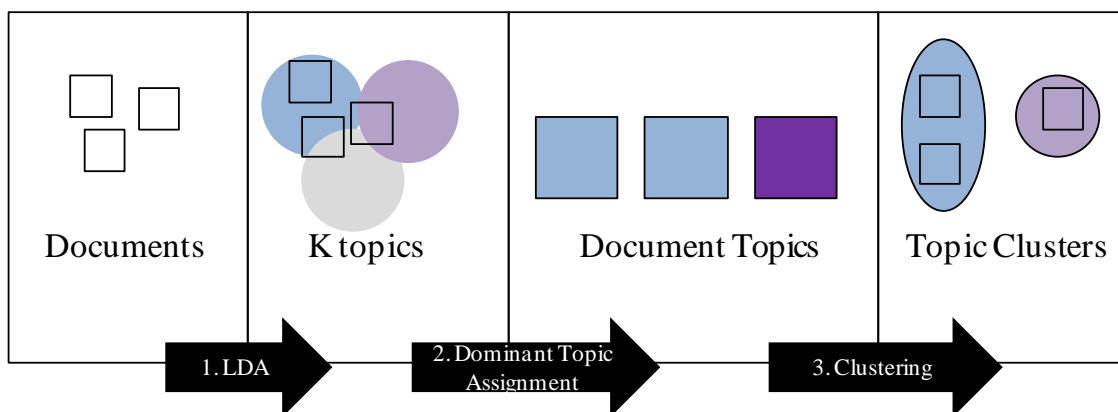 Documents
K topics
Document Topics
Topic Clusters
1. LDA
2. Dominant Topic
Assignment
3. Clustering